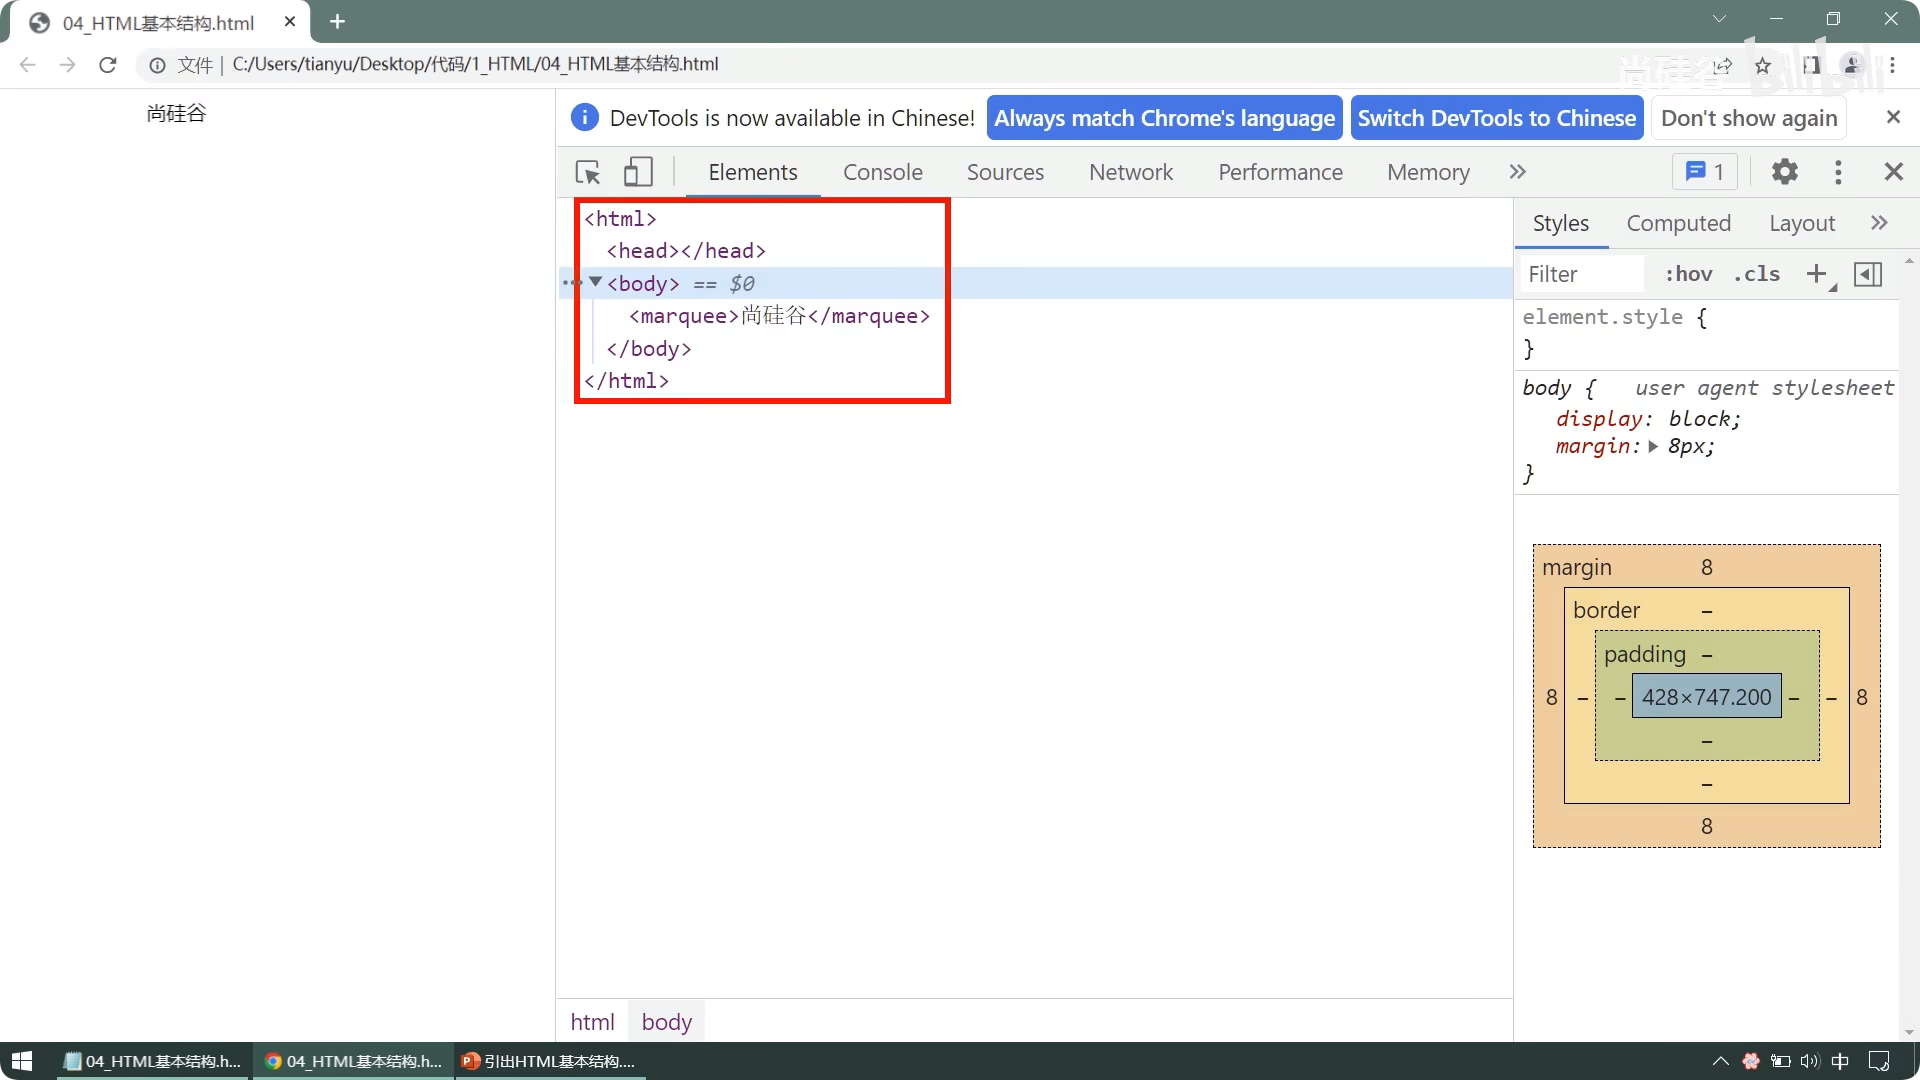 04_HTML基本结构.html
文件 | C:/Users/tianyu/Desktop/代码/1_HTML/04_HTML基本结构.html
尚硅谷 bilibili
尚硅谷
DevTools is now available in Chinese! Always match Chrome's language Switch DevTools to Chinese Don't show again
Elements Console Sources Network Performance Memory 1
<html>
<head></head>
<body> == $0
<marquee>尚硅谷</marquee>
</body>
</html>
Styles Computed Layout
Filter :hov .cls
element.style {
}
body { user agent stylesheet
display: block;
margin: 8px;
}
margin 8
border –
padding –
8 – – 428×747.200 – – 8
–
–
8
html body
04_HTML基本结构.h... 04_HTML基本结构.h... 引出HTML基本结构.... 中